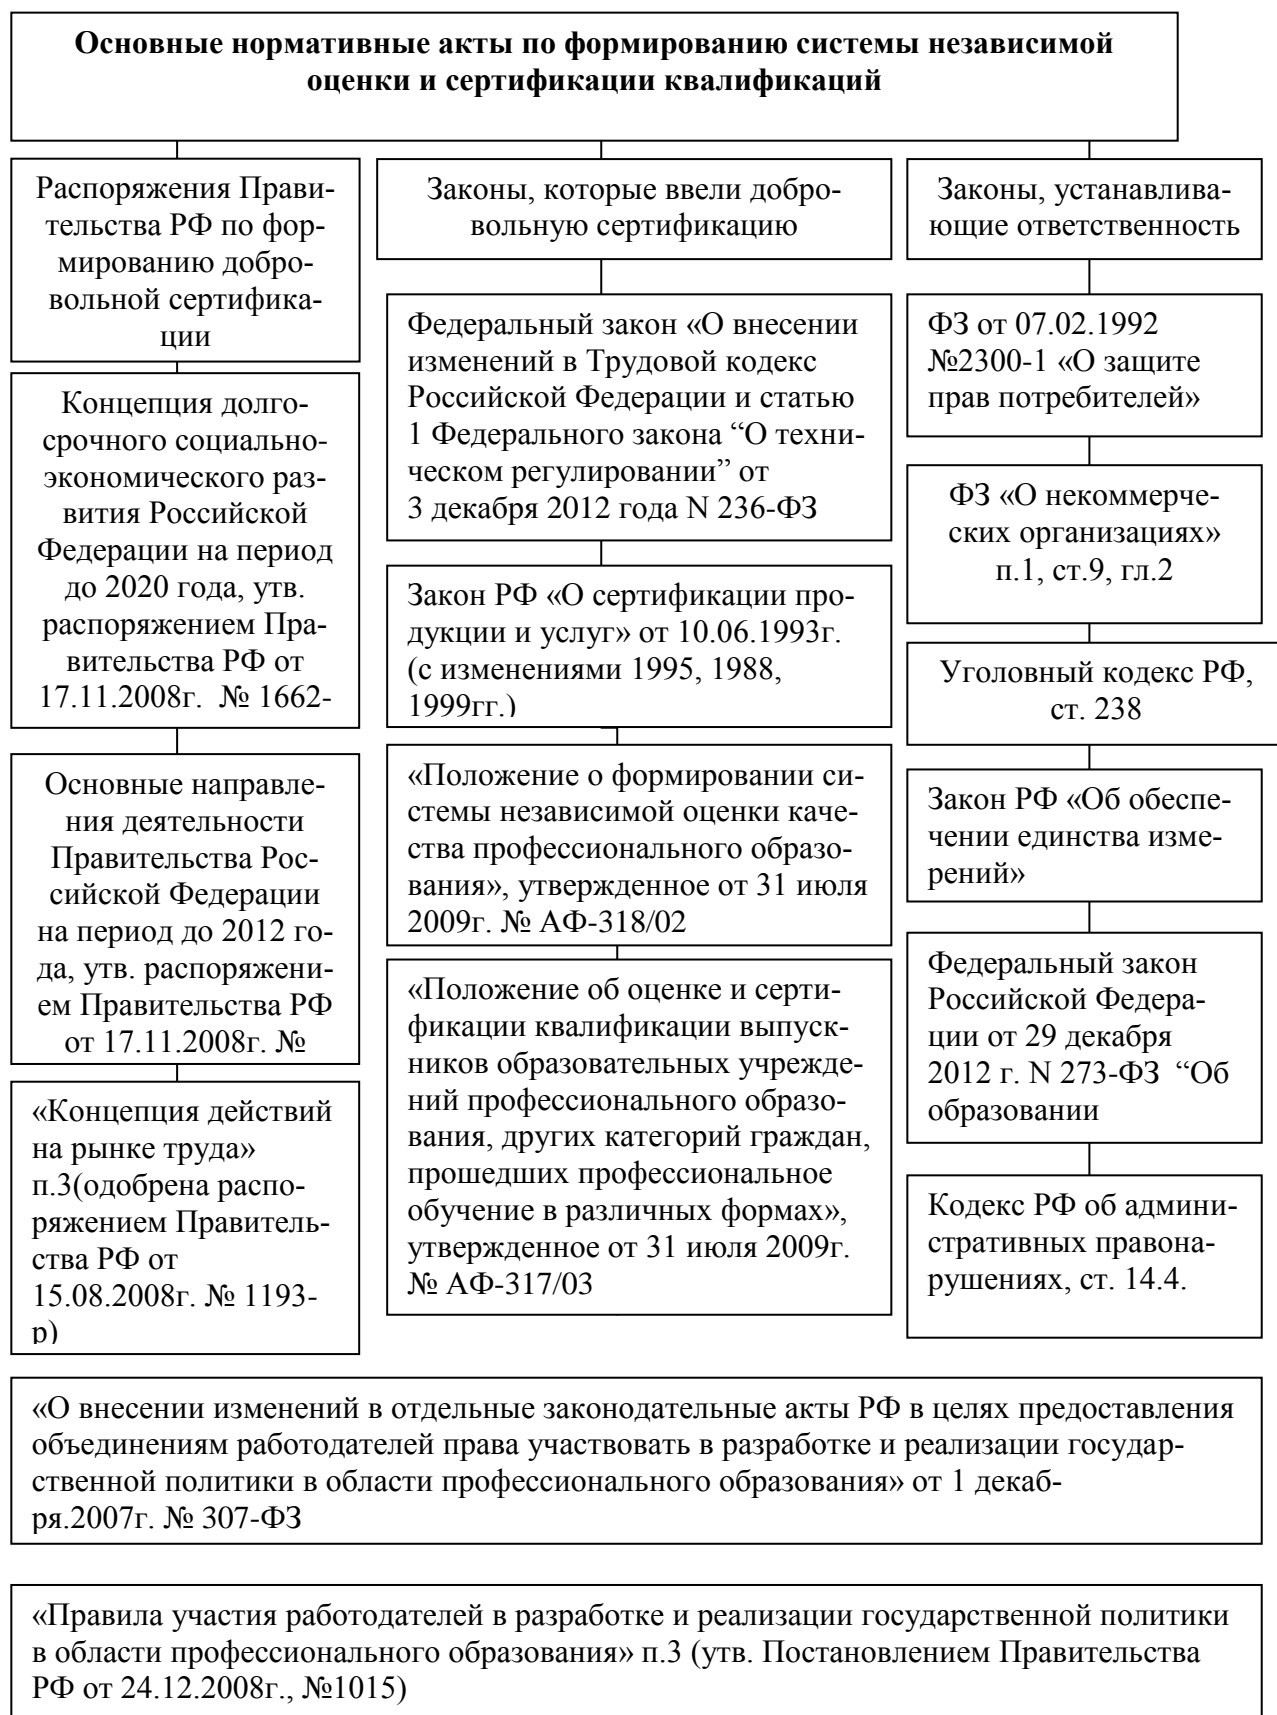 Основные нормативные акты по формированию системы независимой
оценки и сертификации квалификаций
Распоряжения Прави-
тельства РФ по фор-
мированию добро-
вольной сертифика-
ции
Концепция долго-
срочного социально-
экономического раз-
вития Российской
Федерации на период
до 2020 года, утв.
распоряжением Пра-
вительства РФ от
17.11.2008г. № 1662-
Основные направле-
ния деятельности
Правительства Рос-
сийской Федерации
на период до 2012 го-
да, утв. распоряжени-
ем Правительства РФ
от 17.11.2008г. №
«Концепция действий
на рынке труда»
п.3(одобрена распо-
ряжением Правитель-
ства РФ от
15.08.2008г. № 1193-
р)
Законы, которые ввели добро-
вольную сертификацию
Федеральный закон «О внесении
изменений в Трудовой кодекс
Российской Федерации и статью
1 Федерального закона “О техни-
ческом регулировании” от
3 декабря 2012 года N 236-ФЗ
Закон РФ «О сертификации про-
дукции и услуг» от 10.06.1993г.
(с изменениями 1995, 1988,
1999гг.)
«Положение о формировании си-
стемы независимой оценки каче-
ства профессионального образо-
вания», утвержденное от 31 июля
2009г. № АФ-318/02
«Положение об оценке и серти-
фикации квалификации выпуск-
ников образовательных учрежде-
ний профессионального образо-
вания, других категорий граждан,
прошедших профессиональное
обучение в различных формах»,
утвержденное от 31 июля 2009г.
№ АФ-317/03
Законы, устанавлива-
ющие ответственность
ФЗ от 07.02.1992
№2300-1 «О защите
прав потребителей»
ФЗ «О некоммерче-
ских организациях»
п.1, ст.9, гл.2
Уголовный кодекс РФ,
ст. 238
Закон РФ «Об обеспе-
чении единства изме-
рений»
Федеральный закон
Российской Федера-
ции от 29 декабря
2012 г. N 273-ФЗ “Об
образовании
Кодекс РФ об админи-
стративных правона-
рушениях, ст. 14.4.
«О внесении изменений в отдельные законодательные акты РФ в целях предоставления
объединениям работодателей права участвовать в разработке и реализации государ-
ственной политики в области профессионального образования» от 1 декаб-
ря.2007г. № 307-ФЗ
«Правила участия работодателей в разработке и реализации государственной политики
в области профессионального образования» п.3 (утв. Постановлением Правительства
РФ от 24.12.2008г., №1015)